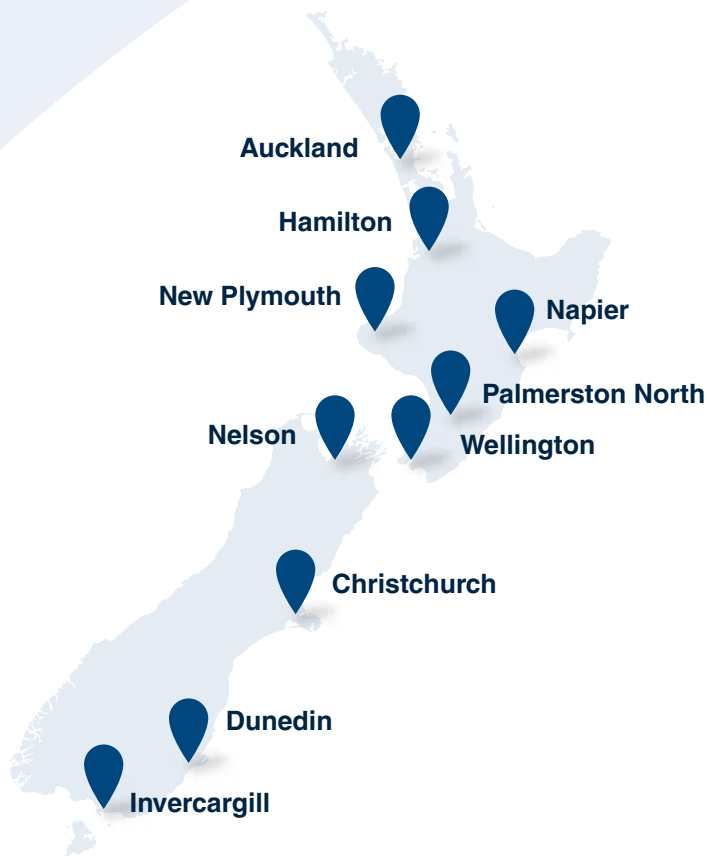 Auckland
Hamilton
New Plymouth
Napier
Palmerston North
Nelson
Wellington
Christchurch
Dunedin
Invercargill